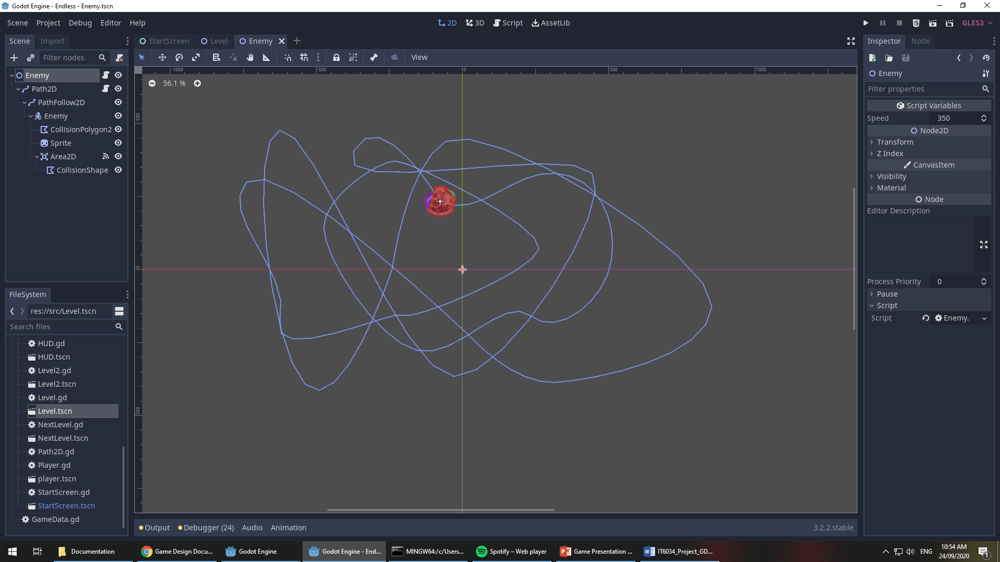 Godot Engine - Endless - Enemy.tscn
Scene Project Debug Editor Help
2D 3D Script AssetLib
GLES3
Scene Import
StartScreen Level Enemy
Inspector Node
Filter nodes
View
Enemy
Path2D
PathFollow2D
Enemy
CollisionPolygon2
Sprite
Area2D
CollisionShape
-1000 -500 0 500 1000
-500
0
500
56.1 %
FileSystem
res://src/Level.tscn
Search files
HUD.gd
HUD.tscn
Level2.gd
Level2.tscn
Level.gd
Level.tscn
NextLevel.gd
NextLevel.tscn
Path2D.gd
Player.gd
player.tscn
StartScreen.gd
StartScreen.tscn
GameData.gd
Enemy
Filter properties
Script Variables
Speed 350
Node2D
Transform
Z Index
CanvasItem
Visibility
Material
Node
Editor Description
Process Priority 0
Pause
Script
Script Enemy.
Output Debugger (24) Audio Animation 3.2.2.stable
Documentation
Game Design Docu...
Godot Engine
Godot Engine - End...
MINGW64:/c/Users...
Spotify – Web player
Game Presentation ...
IT6034_Project_GD...
ENG
10:54 AM
24/09/2020
1